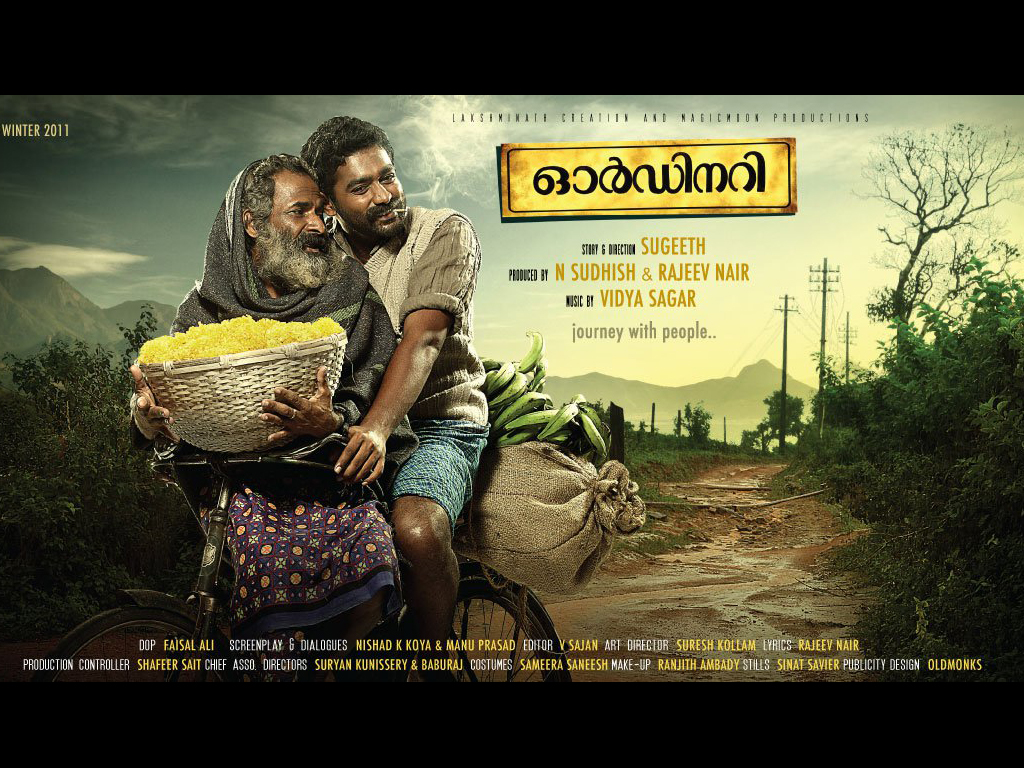 WINTER 2011
LAKSHMINATH CREATION AND MAGICMOON PRODUCTIONS
ഓർഡിനറി
STORY & DIRECTION SUGEETH
PRODUCED BY N SUDHISH & RAJEEV NAIR
MUSIC BY VIDYA SAGAR
journey with people..
DOP FAISAL ALI SCREENPLAY & DIALOGUES NISHAD K KOYA & MANU PRASAD EDITOR V SAJAN ART DIRECTOR SURESH KOLLAM LYRICS RAJEEV NAIR
PRODUCTION CONTROLLER SHAFEER SAIT CHIEF ASSO. DIRECTORS SURYAN KUNISSERY & BABURAJ COSTUMES SAMEERA SANEESH MAKE-UP RANJITH AMBADY STILLS SINAT SAVIER PUBLICITY DESIGN OLDMONKS